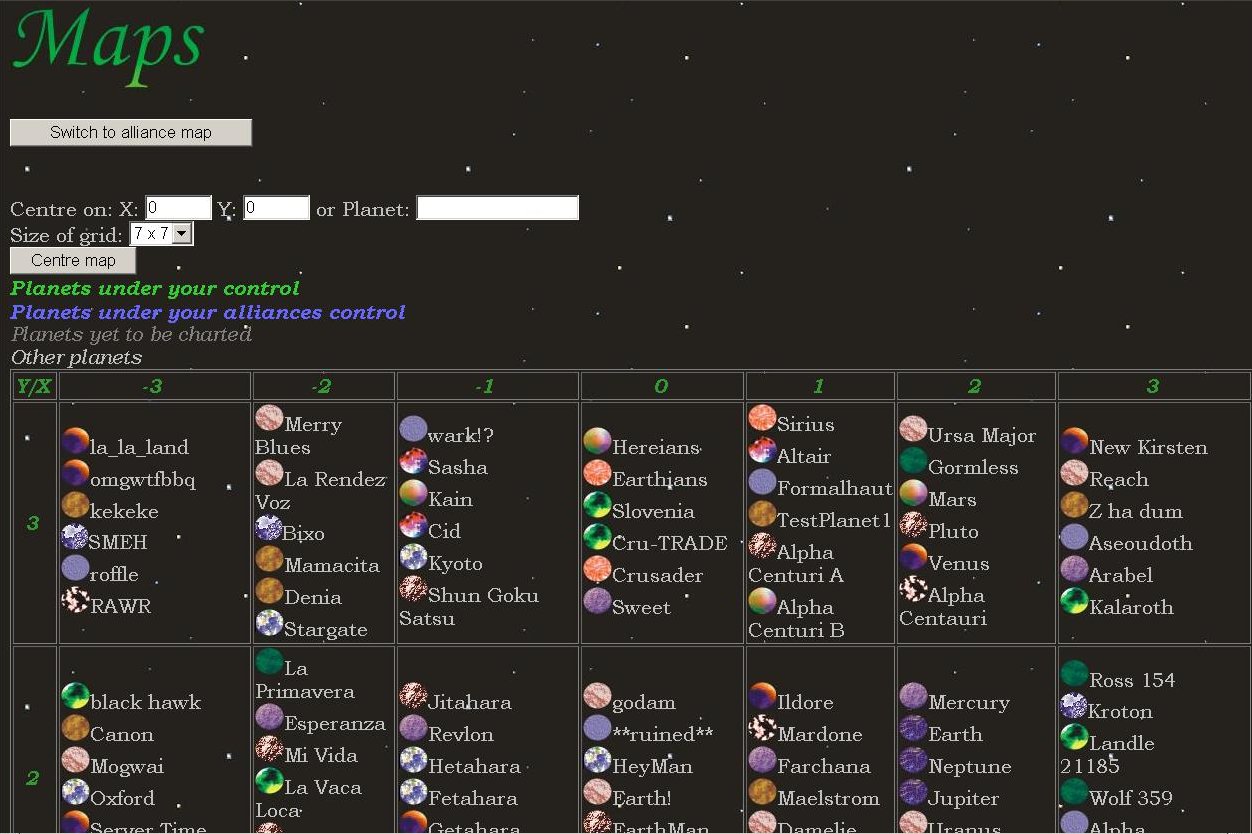 Maps
Switch to alliance map
Centre on: X: 0 Y: 0 or Planet:
Size of grid: 7 x 7
Centre map
Planets under your control
Planets under your alliances control
Planets yet to be charted
Other planets
Y/X -3 -2 -1 0 1 2 3
3
la_la_land
omgwtfbbq
kekeke
SMEH
roffle
RAWR
Merry
Blues
La Rendez
Voz
Bixo
Mamacita
Denia
Stargate
wark!?
Sasha
Kain
Cid
Kyoto
Shun Goku
Satsu
Hereians
Earthians
Slovenia
Cru-TRADE
Crusader
Sweet
Sirius
Altair
Formalhaut
TestPlanet1
Alpha
Centuri A
Alpha
Centuri B
Ursa Major
Gormless
Mars
Pluto
Venus
Alpha
Centauri
New Kirsten
Reach
Z ha dum
Aseoudoth
Arabel
Kalaroth
2
black hawk
Canon
Mogwai
Oxford
Server Time
La
Primavera
Esperanza
Mi Vida
La Vaca
Loca
Jitahara
Revlon
Hetahara
Fetahara
Getahara
godam
**ruined**
HeyMan
Earth!
EarthMan
Ildore
Mardone
Farchana
Maelstrom
Damelie
Mercury
Earth
Neptune
Jupiter
Uranus
Ross 154
Kroton
Landle
21185
Wolf 359
Alpha